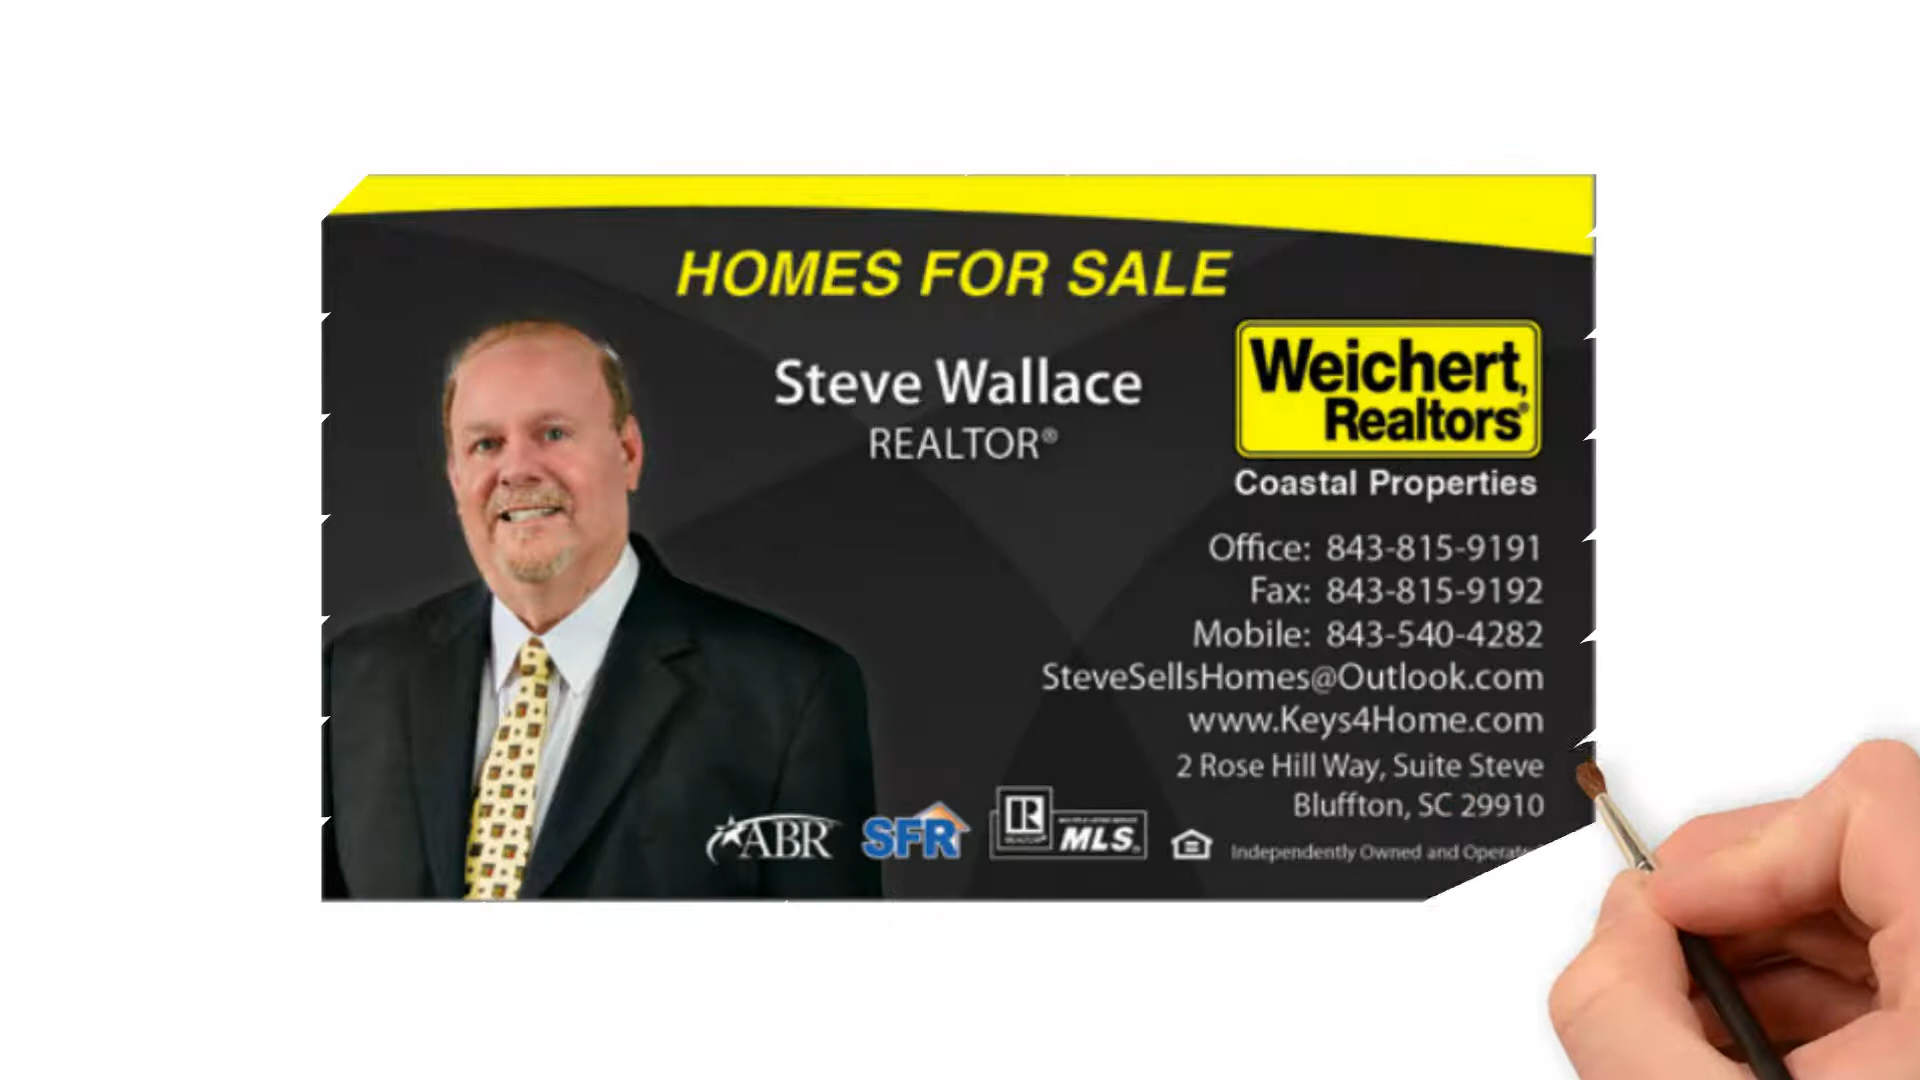 HOMES FOR SALE
Steve Wallace
REALTOR®
Weichert,
Realtors®
Coastal Properties
Office: 843-815-9191
Fax: 843-815-9192
Mobile: 843-540-4282
SteveSellsHomes@Outlook.com
www.Keys4Home.com
2 Rose Hill Way, Suite Steve
Bluffton, SC 29910
ABR
SFR
R
MLS
Independently Owned and Operate